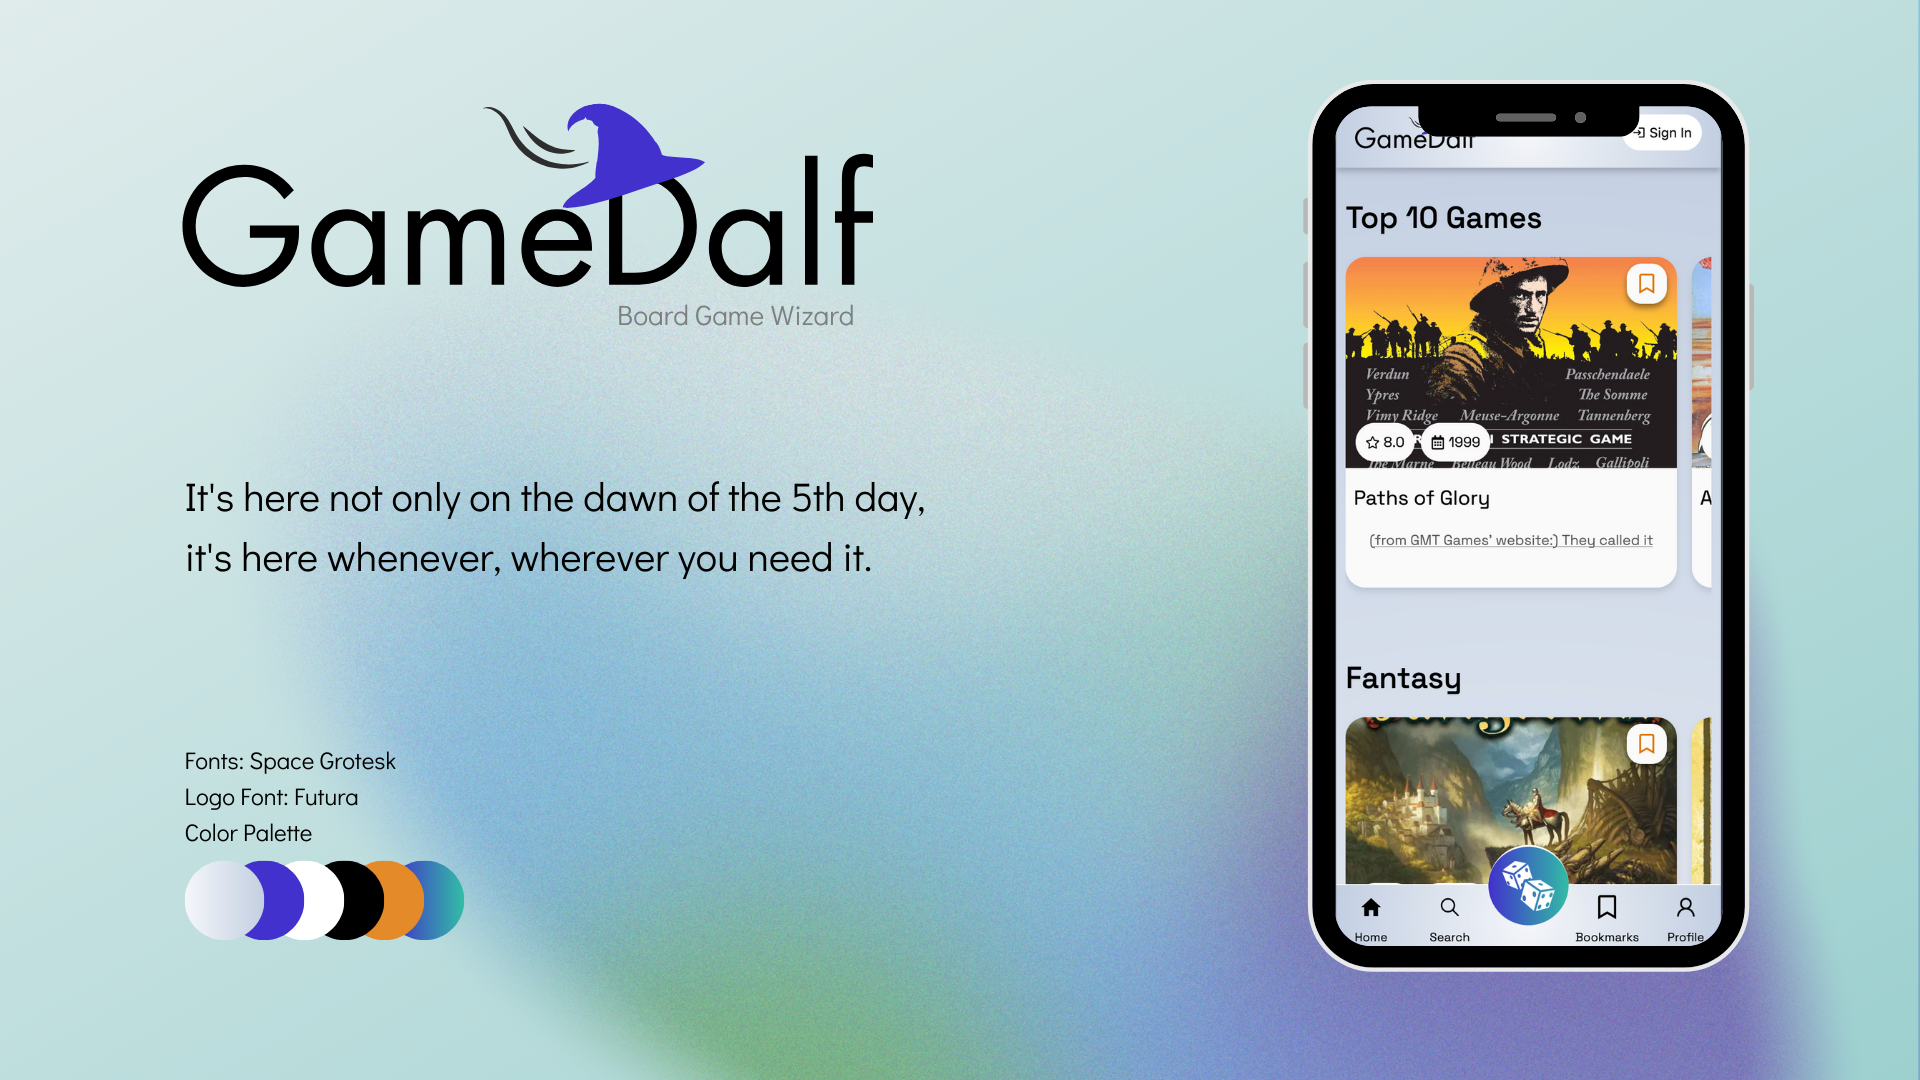 GameDalf
Board Game Wizard
It's here not only on the dawn of the 5th day,
it's here whenever, wherever you need it.
Fonts: Space Grotesk
Logo Font: Futura
Color Palette
GameDalf
Sign In
Top 10 Games
Verdun Passchendaele
Ypres The Somme
Vimy Ridge Meuse-Argonne Tannenberg
STRATEGIC GAME
8.0 1999
The Marne Belleau Wood Lodz Gallipoli
Paths of Glory
A
(from GMT Games' website:) They called it
Fantasy
Home Search Bookmarks Profile